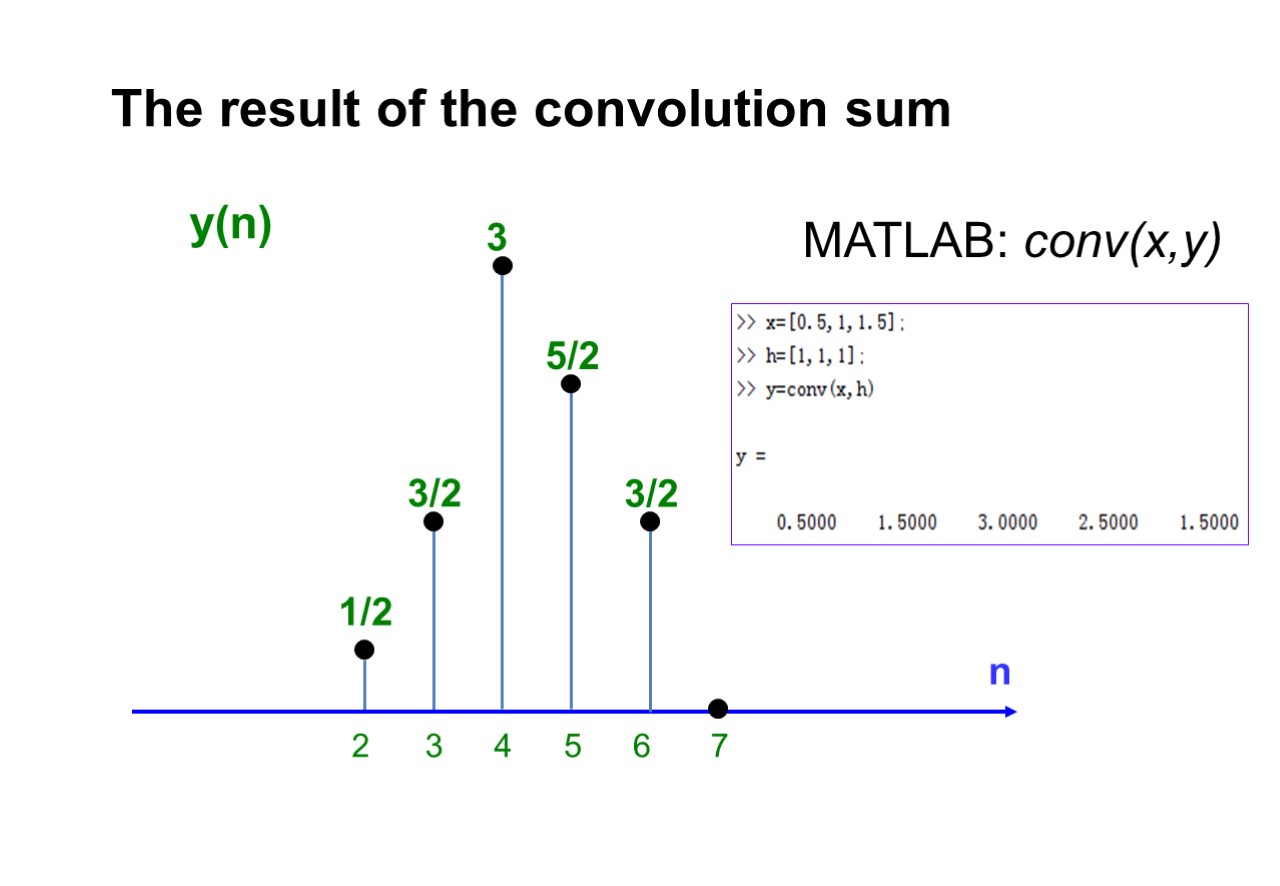 The result of the convolution sum
y(n)
MATLAB: conv(x,y)
3
5/2
3/2
3/2
1/2
>> x=[0.5,1,1.5];
>> h=[1,1,1];
>> y=conv(x,h)
y =
0.5000 1.5000 3.0000 2.5000 1.5000
n
2 3 4 5 6 7